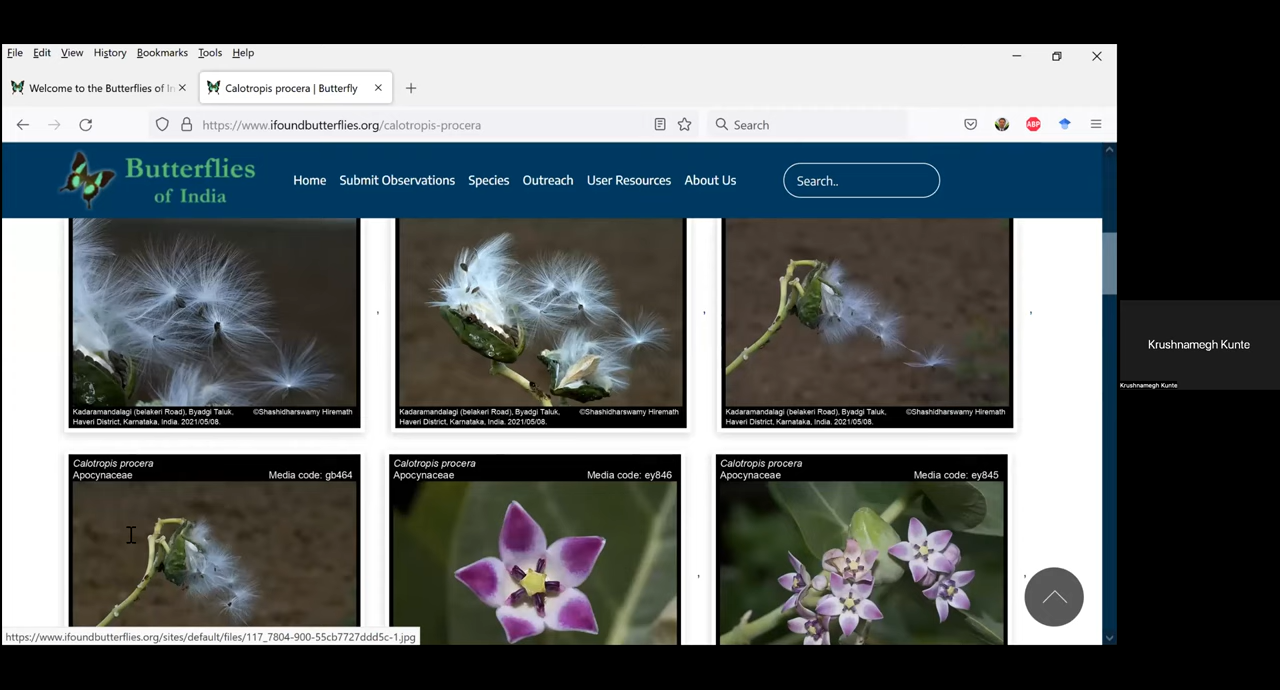 File Edit View History Bookmarks Tools Help
Welcome to the Butterflies of In
Calotropis procera | Butterfly
https://www.ifoundbutterflies.org/calotropis-procera
Search
ABP
Butterflies
of India
Home Submit Observations Species Outreach User Resources About Us
Search..
Kadaramandalagi (belakeri Road), Byadgi Taluk, ©Shashidharswamy Hiremath
Haveri District, Karnataka, India. 2021/05/08.
,
Kadaramandalagi (belakeri Road), Byadgi Taluk, ©Shashidharswamy Hiremath
Haveri District, Karnataka, India. 2021/05/08.
,
Kadaramandalagi (belakeri Road), Byadgi Taluk, ©Shashidharswamy Hiremath
Haveri District, Karnataka, India. 2021/05/08.
,
Calotropis procera
Apocynaceae Media code: gb464
Calotropis procera
Apocynaceae Media code: ey846
,
Calotropis procera
Apocynaceae Media code: ey845
,
https://www.ifoundbutterflies.org/sites/default/files/117_7804-900-55cb7727ddd5c-1.jpg
Krushnamegh Kunte
Krushnamegh Kunte